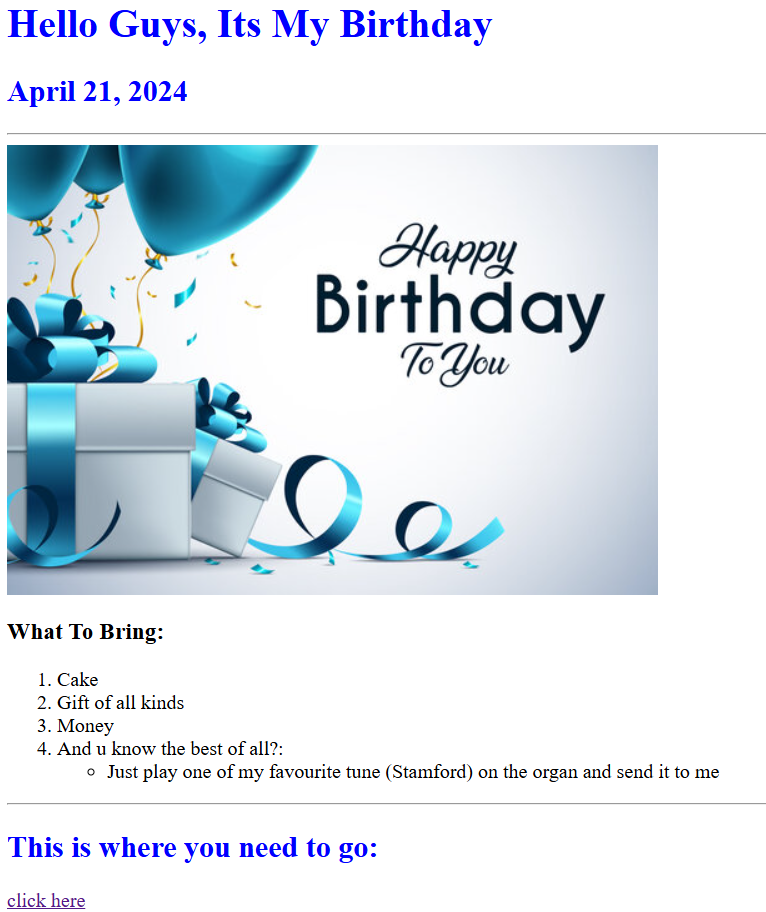 Hello Guys, Its My Birthday
April 21, 2024
Happy
Birthday
To You
What To Bring:
1. Cake
2. Gift of all kinds
3. Money
4. And u know the best of all?:
○ Just play one of my favourite tune (Stamford) on the organ and send it to me
This is where you need to go:
click here